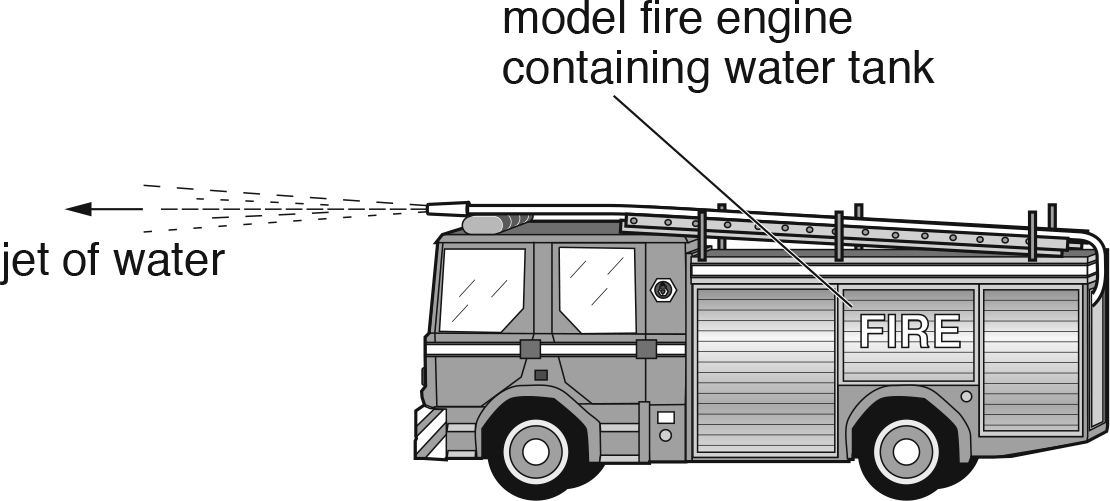 model fire engine
containing water tank
jet of water
FIRE